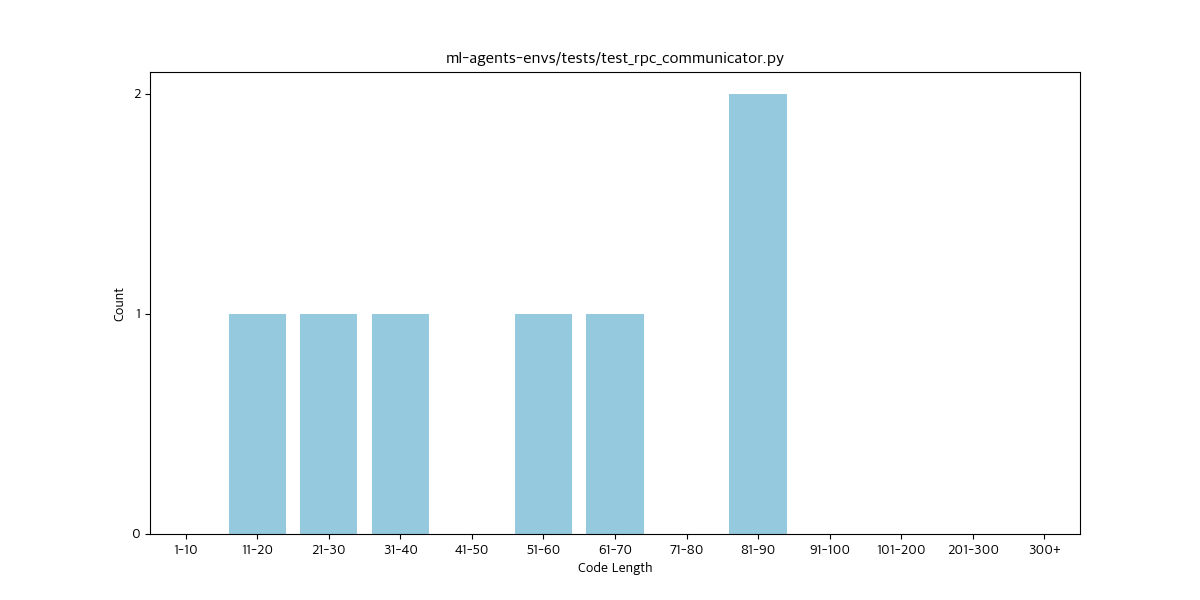 ml-agents-envs/tests/test_rpc_communicator.py
2
1
0
Count
1-10 11-20 21-30 31-40 41-50 51-60 61-70 71-80 81-90 91-100 101-200 201-300 300+
Code Length